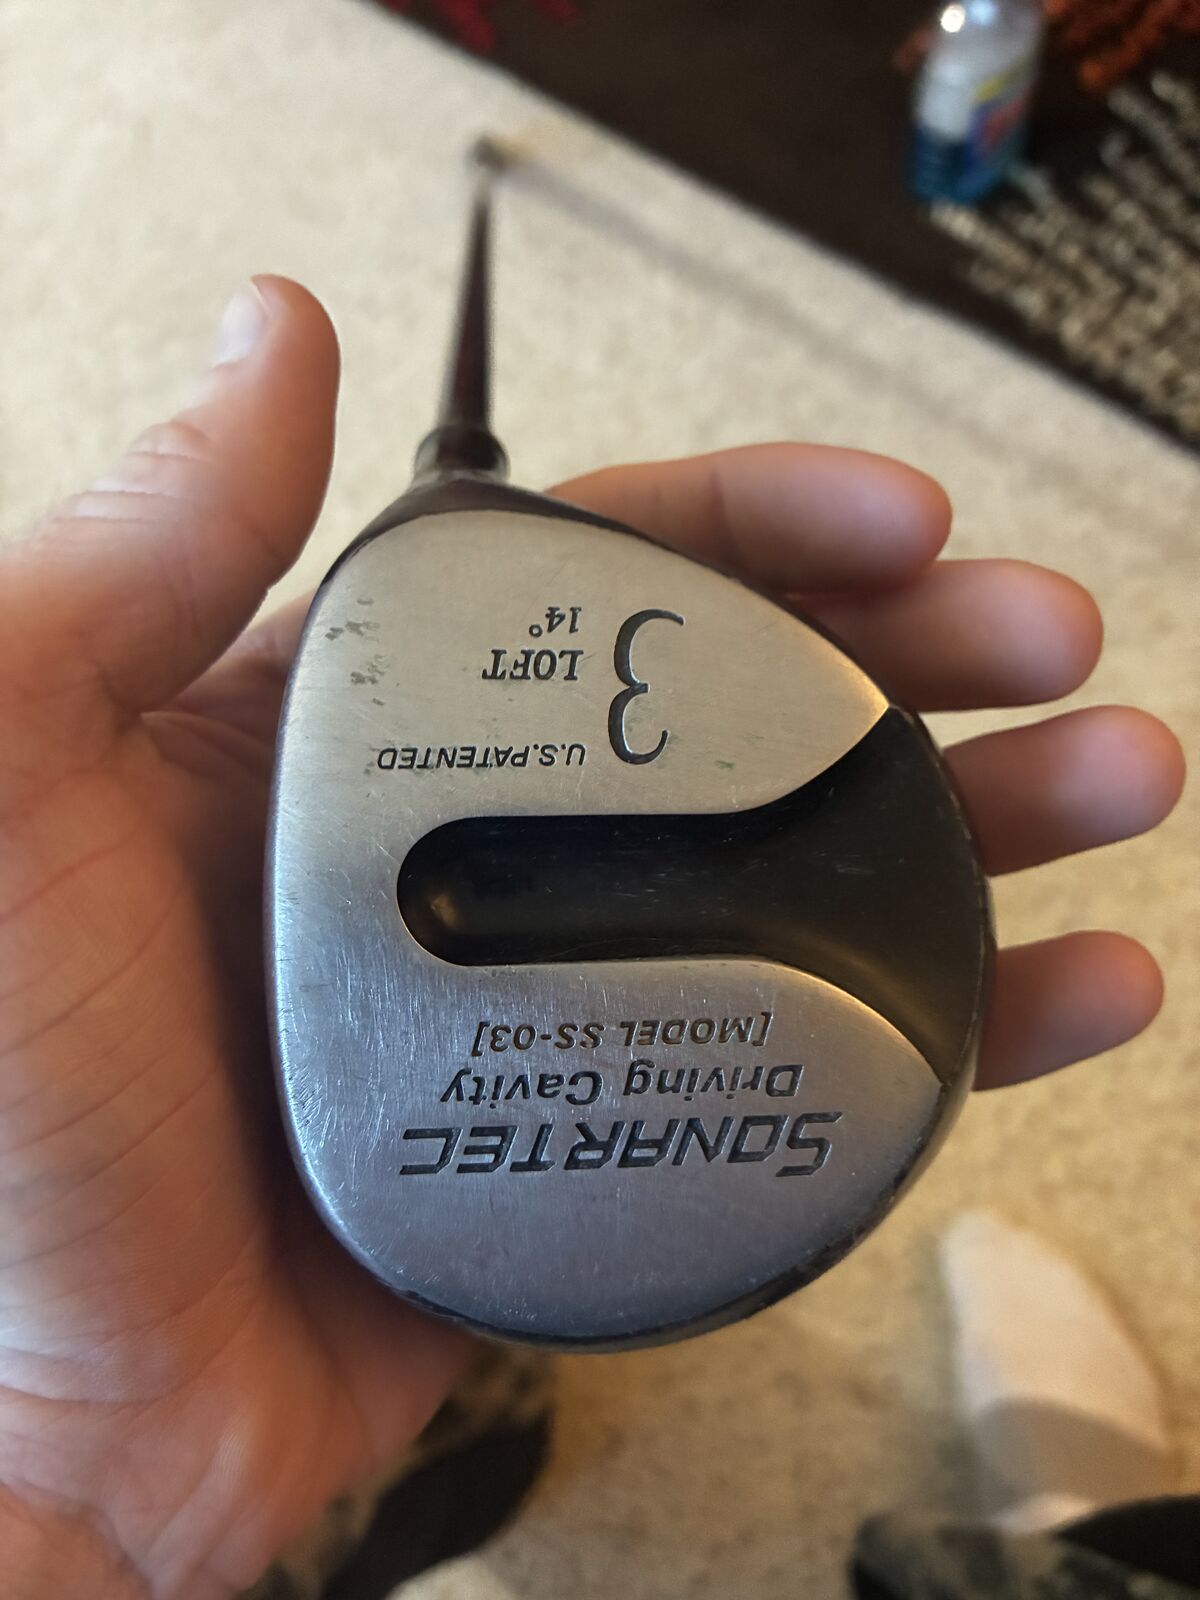 SONARTEC
Driving Cavity
[MODEL SS-03]
U.S.PATENTED
3
LOFT
14°